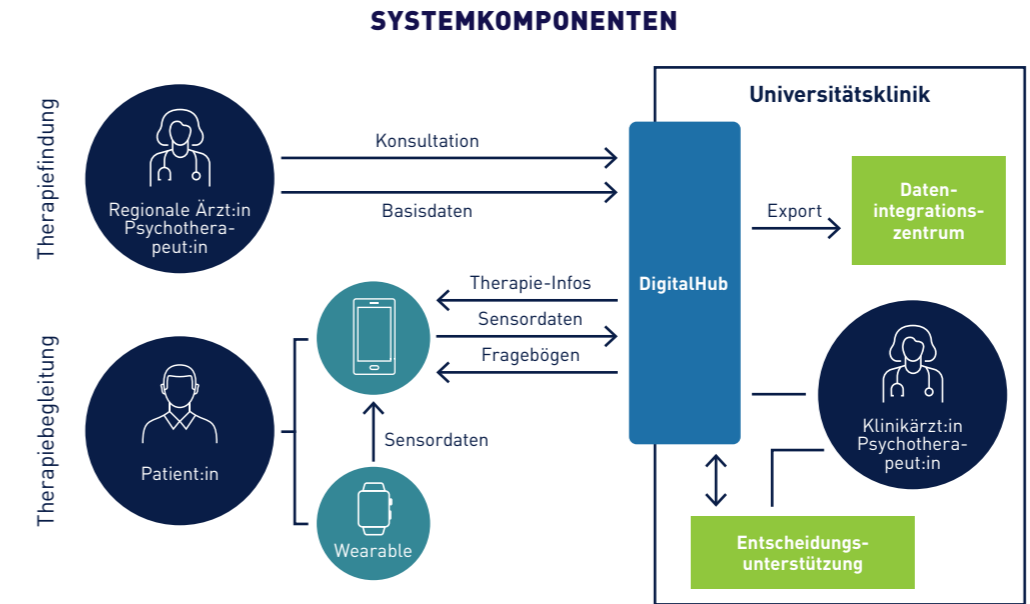 SYSTEMKOMPONENTEN
Universitätsklinik
Therapiefindung
Regionale Ärzt:in
Psychothera-
peut:in
Konsultation
Basisdaten
DigitalHub
Export
Daten-
integrations-
zentrum
Therapiebegleitung
Patient:in
Therapie-Infos
Sensordaten
Fragebögen
Sensordaten
Wearable
Klinikärzt:in
Psychothera-
peut:in
Entscheidungs-
unterstützung